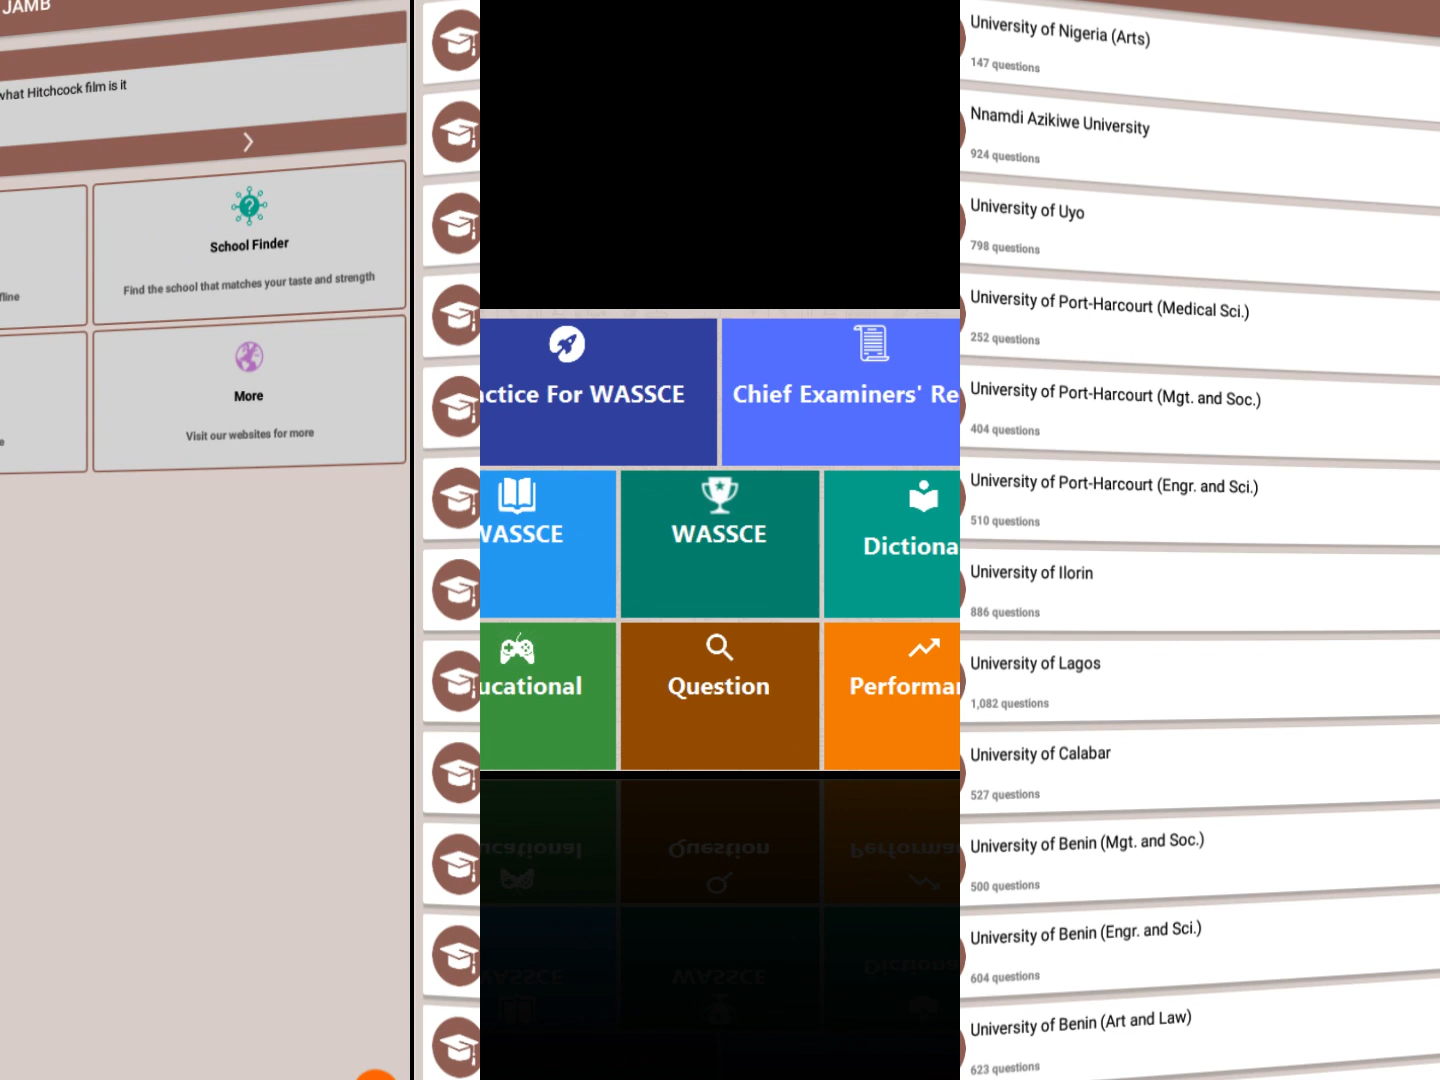 JAMB
what Hitchcock film is it
School Finder
Find the school that matches your taste and strength
More
Visit our websites for more
ctice For WASSCE
Chief Examiners' Re
WASSCE
WASSCE
Dictiona
ucational
Question
Performa
University of Nigeria (Arts)
147 questions
Nnamdi Azikiwe University
924 questions
University of Uyo
798 questions
University of Port-Harcourt (Medical Sci.)
252 questions
University of Port-Harcourt (Mgt. and Soc.)
404 questions
University of Port-Harcourt (Engr. and Sci.)
510 questions
University of Ilorin
886 questions
University of Lagos
1,082 questions
University of Calabar
527 questions
University of Benin (Mgt. and Soc.)
500 questions
University of Benin (Engr. and Sci.)
604 questions
University of Benin (Art and Law)
623 questions